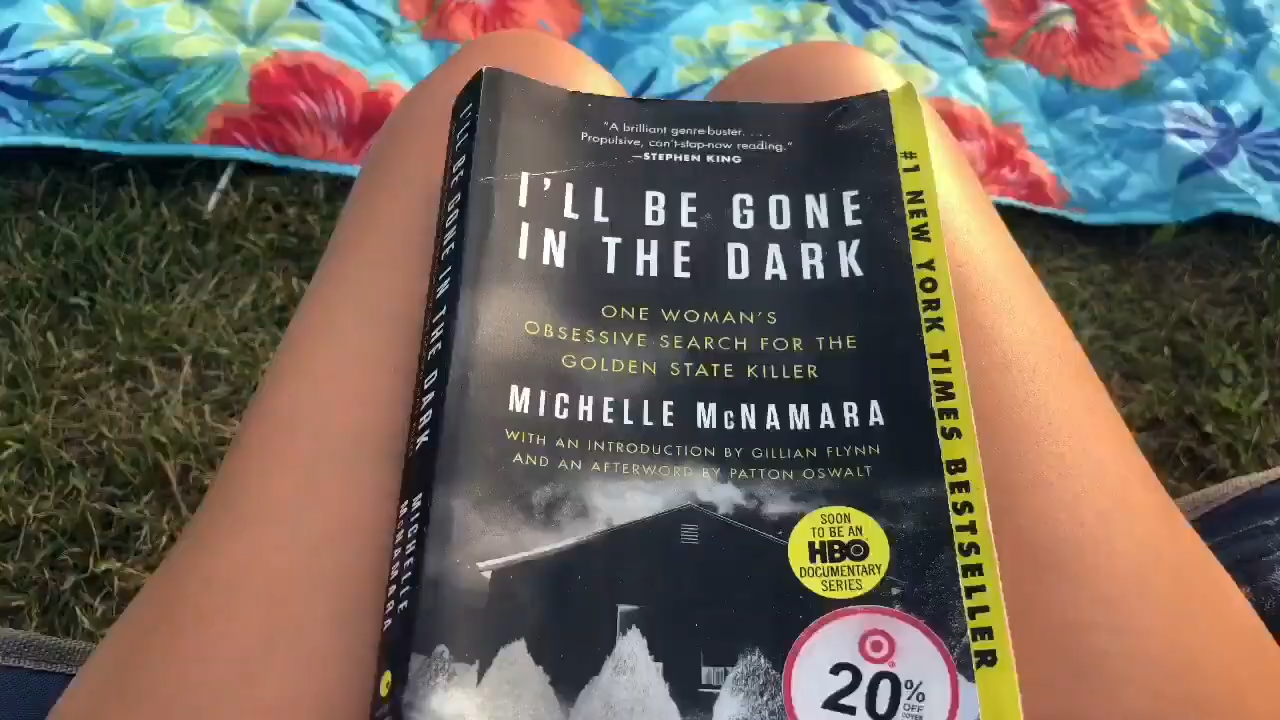 "A brilliant genre-buster. . . .
Propulsive, can't-stop-now reading."
—STEPHEN KING
I'LL BE GONE
IN THE DARK
ONE WOMAN'S
OBSESSIVE SEARCH FOR THE
GOLDEN STATE KILLER
MICHELLE McNAMARA
WITH AN INTRODUCTION BY GILLIAN FLYNN
AND AN AFTERWORD BY PATTON OSWALT
SOON
TO BE AN
HBO
DOCUMENTARY
SERIES
20%
OFF
#1 NEW YORK TIMES BESTSELLER
I'LL BE GONE IN THE DARK
MICHELLE
McNAMARA